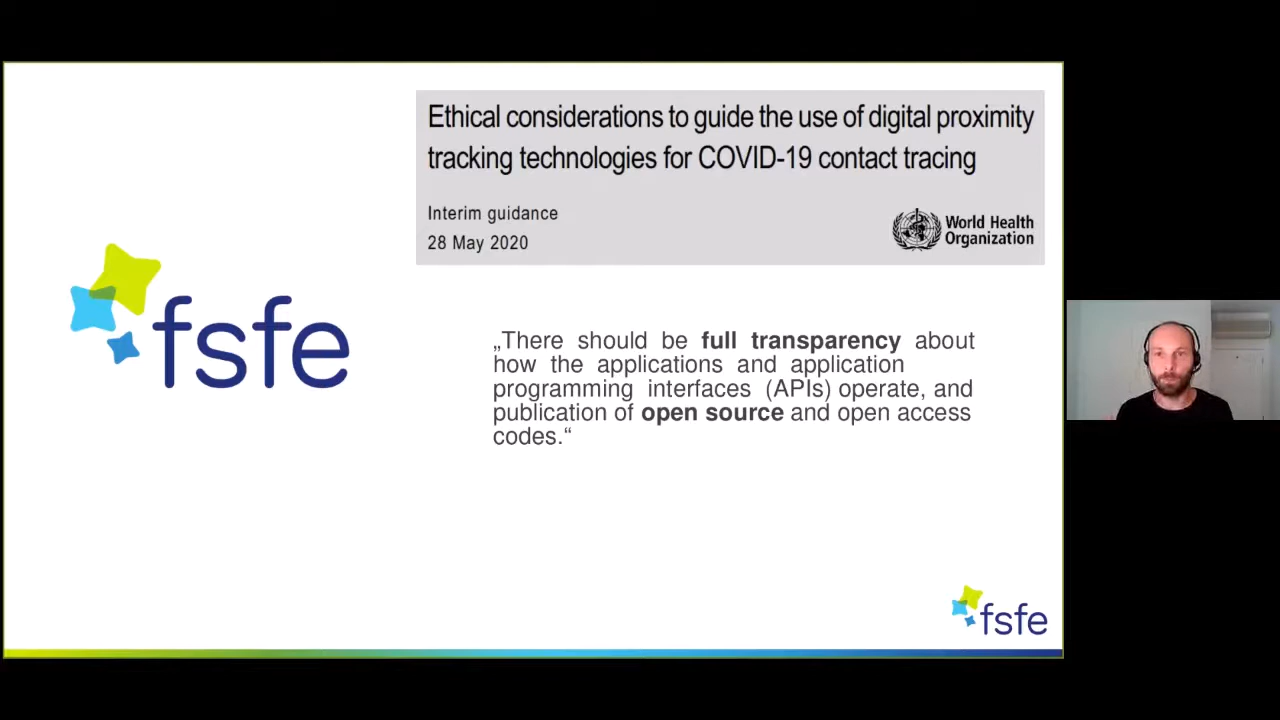 Ethical considerations to guide the use of digital proximity
tracking technologies for COVID-19 contact tracing
Interim guidance
28 May 2020
World Health
Organization
fsfe
„There should be full transparency about
how the applications and application
programming interfaces (APIs) operate, and
publication of open source and open access
codes.“
fsfe